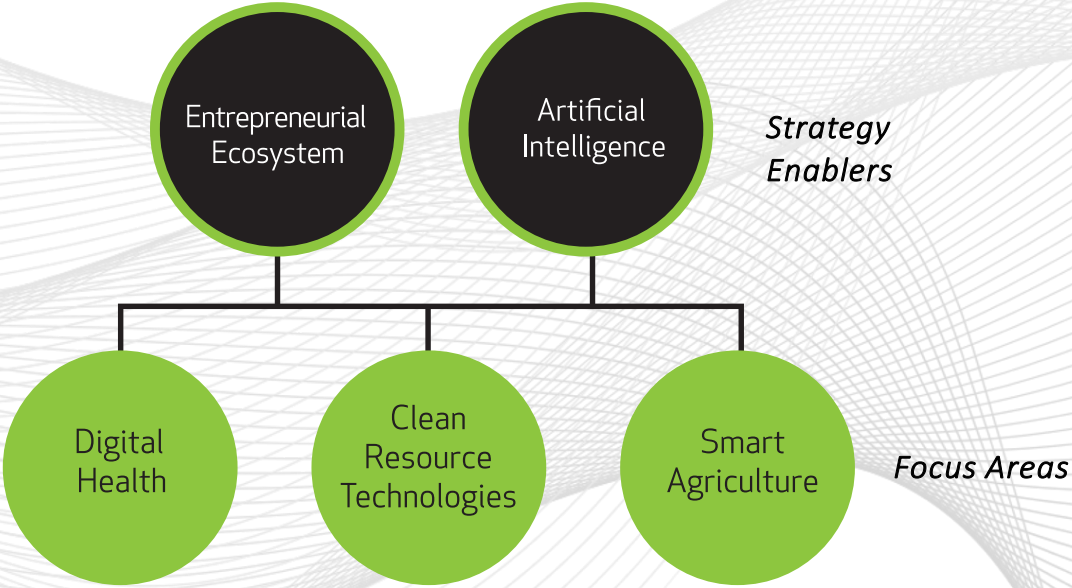 Entrepreneurial
Ecosystem
Artificial
Intelligence
Strategy
Enablers
Digital
Health
Clean
Resource
Technologies
Smart
Agriculture
Focus Areas